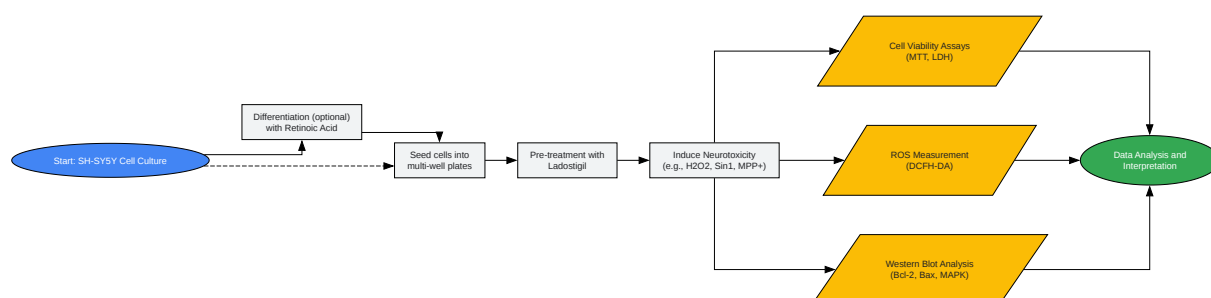 Start: SH-SY5Y Cell Culture
Differentiation (optional)
with Retinoic Acid
Seed cells into
multi-well plates
Pre-treatment with
Ladostigil
Induce Neurotoxicity
(e.g., H2O2, Sin1, MPP+)
Cell Viability Assays
(MTT, LDH)
ROS Measurement
(DCFH-DA)
Western Blot Analysis
(Bcl-2, Bax, MAPK)
Data Analysis and
Interpretation